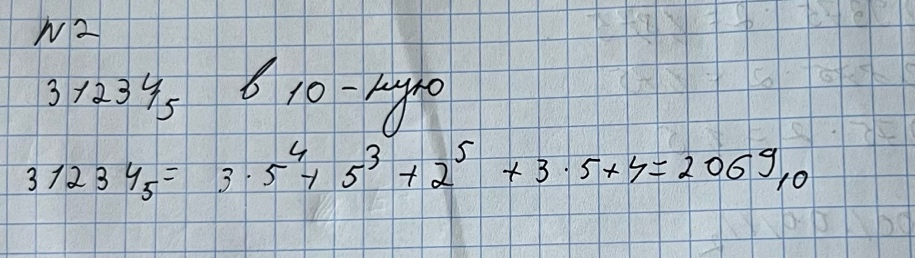 N2
31234₅ в 10-ную
31234₅ = 3·5⁴ + 5³ + 2⁵ + 3·5+4=2069₁₀